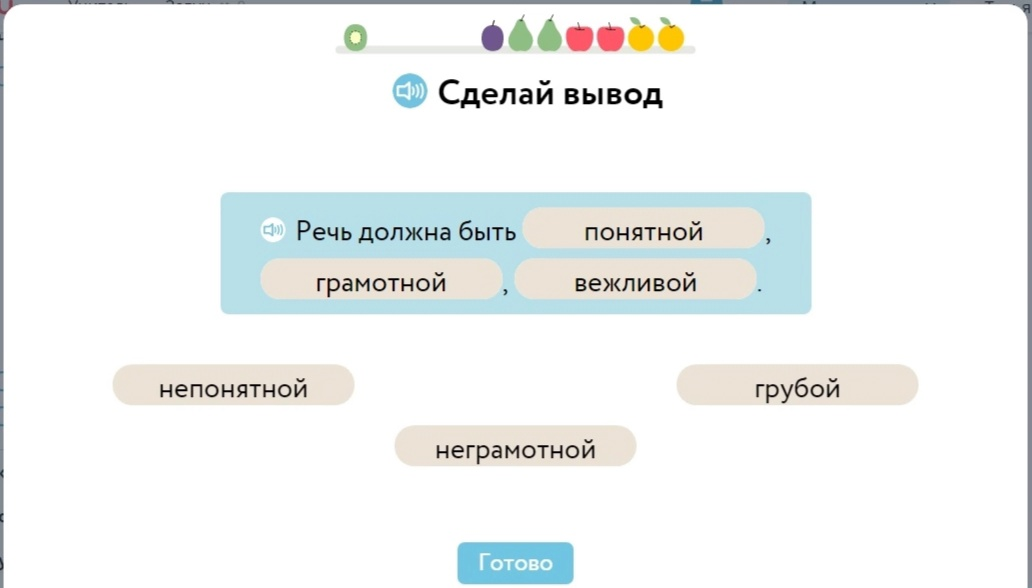 Сделай вывод
Речь должна быть понятной,
грамотной, вежливой.
непонятной
грубой
неграмотной
Готово